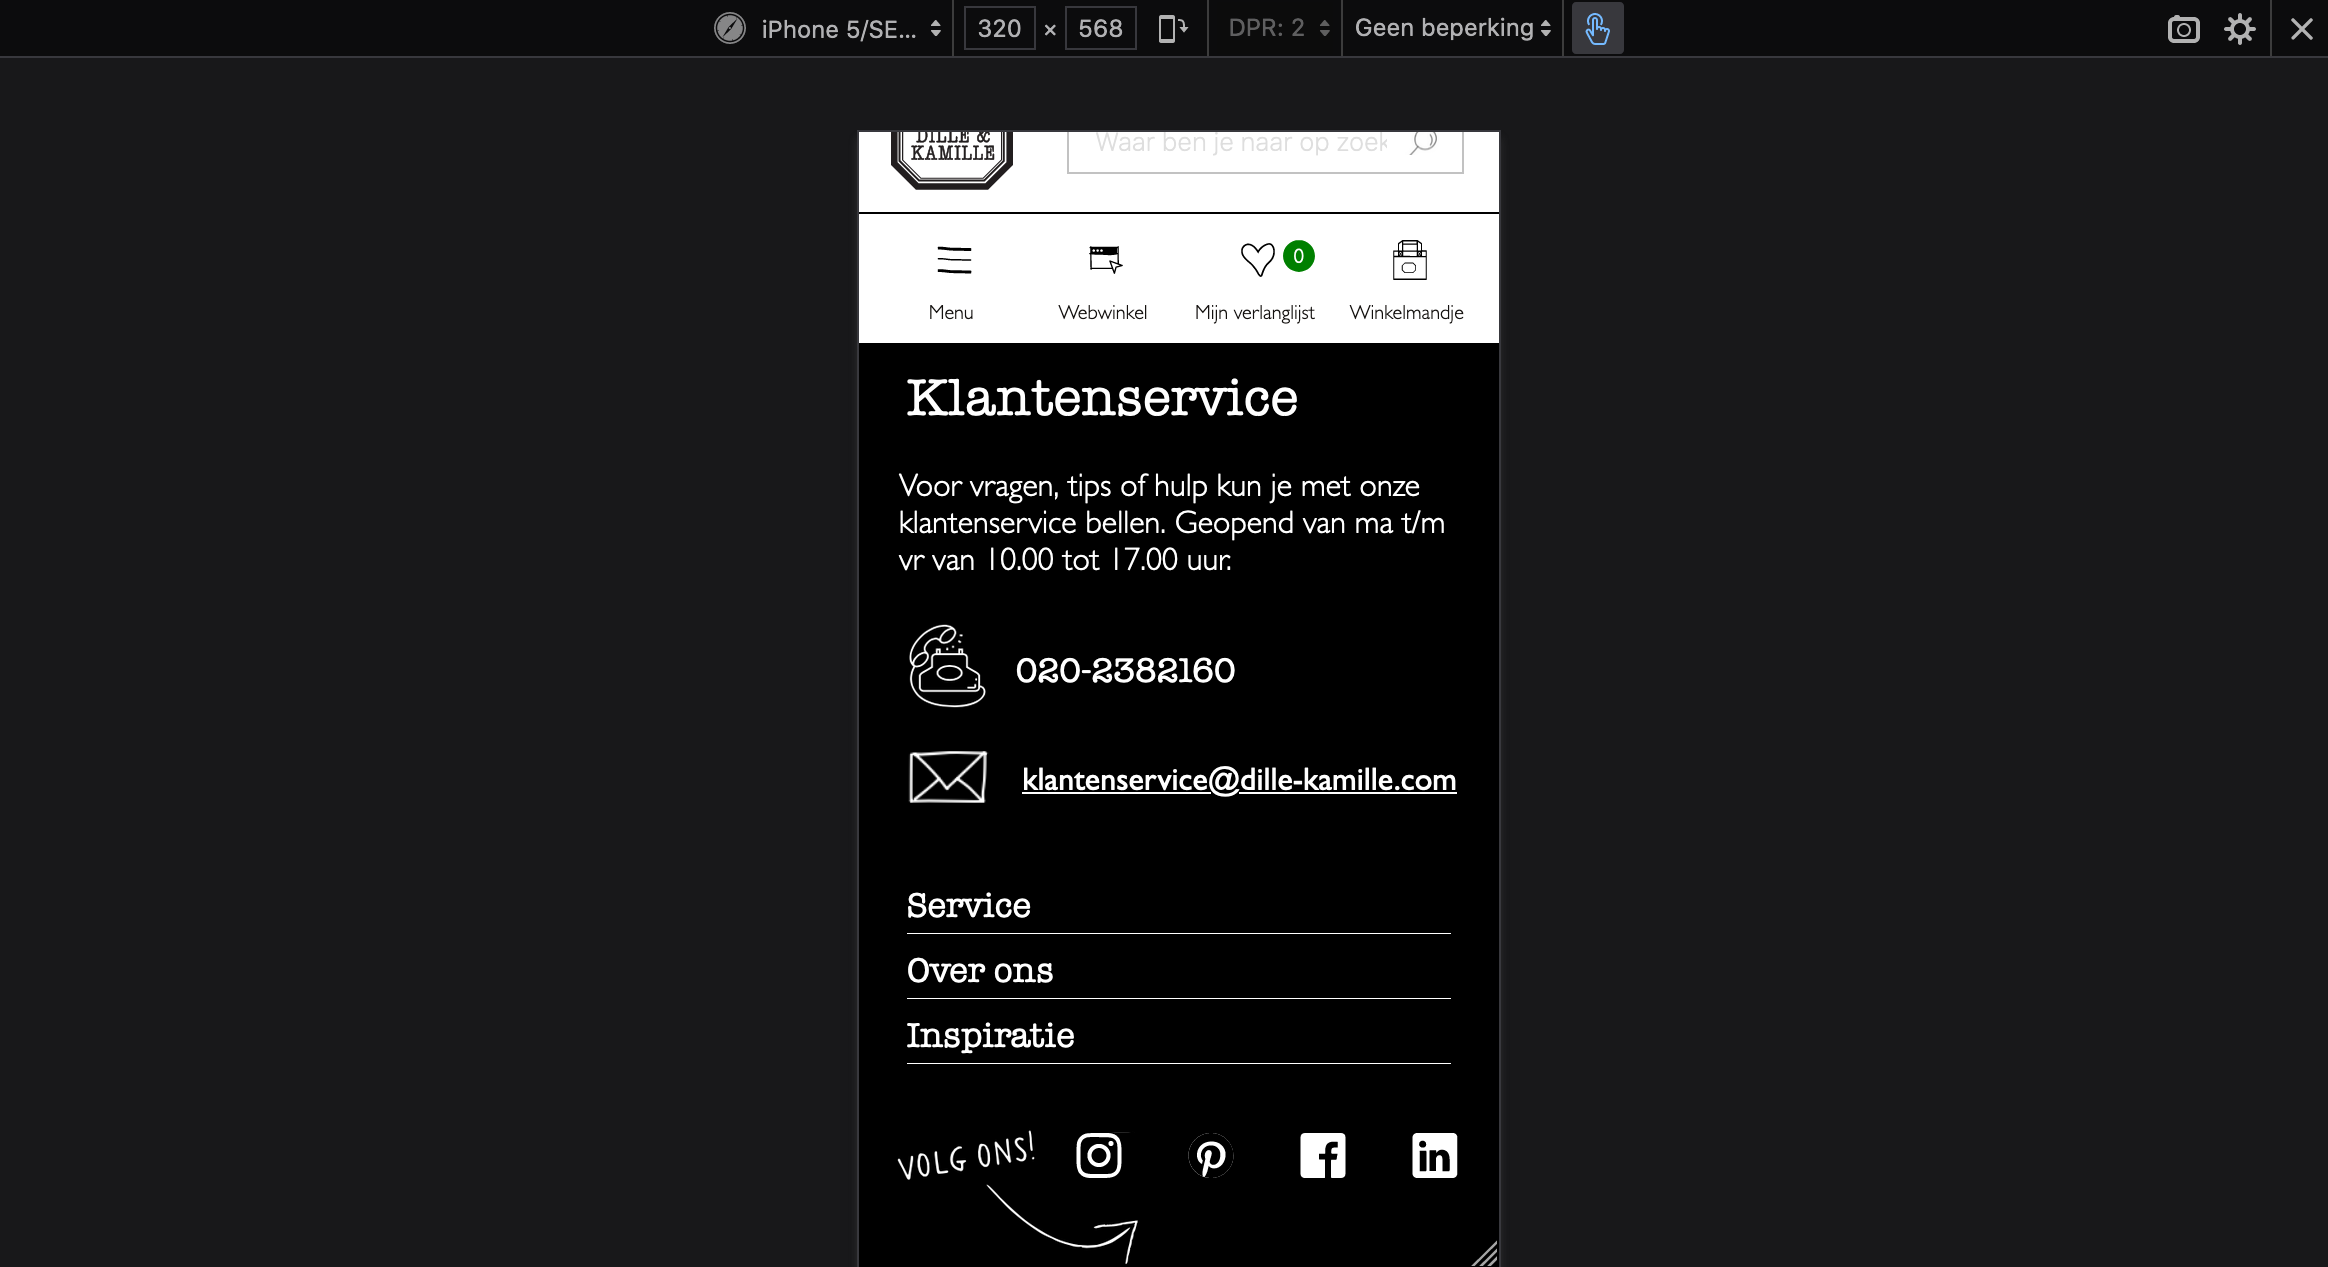 iPhone 5/SE...
320 × 568
DPR: 2
Geen beperking
DILLE &
KAMILLE
Waar ben je naar op zoek
0
Menu
Webwinkel
Mijn verlanglijst
Winkelmandje
Klantenservice
Voor vragen, tips of hulp kun je met onze
klantenservice bellen. Geopend van ma t/m
vr van 10.00 tot 17.00 uur.
020-2382160
klantenservice@dille-kamille.com
Service
Over ons
Inspiratie
VOLG ONS!